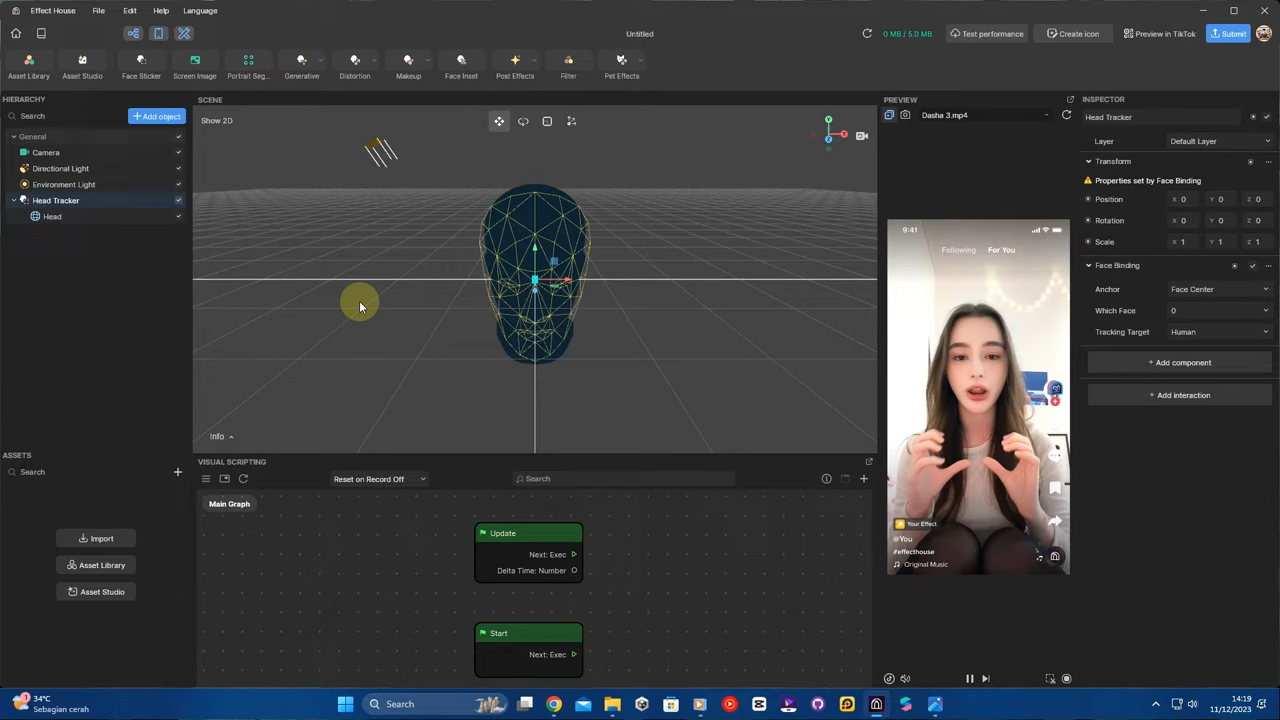 Effect House
File
Edit
Help
Language
Untitled
0 MB / 5.0 MB
Test performance
Create icon
Preview in TikTok
Submit
Asset Library
Asset Studio
Face Sticker
Screen Image
Portrait Seg...
Generative
Distortion
Makeup
Face Inset
Post Effects
Filter
Pet Effects
HIERARCHY
Search
+ Add object
General
Camera
Directional Light
Environment Light
Head Tracker
Head
SCENE
Show 2D
Y
X
Z
Info
PREVIEW
Dasha 3.mp4
9:41
Following For You
Your Effect
@You
#effecthouse
Original Music
INSPECTOR
Head Tracker
Layer Default Layer
Transform
Properties set by Face Binding
Position X 0 Y 0 Z 0
Rotation X 0 Y 0 Z 0
Scale X 1 Y 1 Z 1
Face Binding
Anchor Face Center
Which Face 0
Tracking Target Human
+ Add component
+ Add interaction
ASSETS
Search
Import
Asset Library
Asset Studio
VISUAL SCRIPTING
Reset on Record Off
Search
Main Graph
Update
Next: Exec
Delta Time: Number
Start
Next: Exec
1
34°C
Sebagian cerah
Search
14:19
11/12/2023